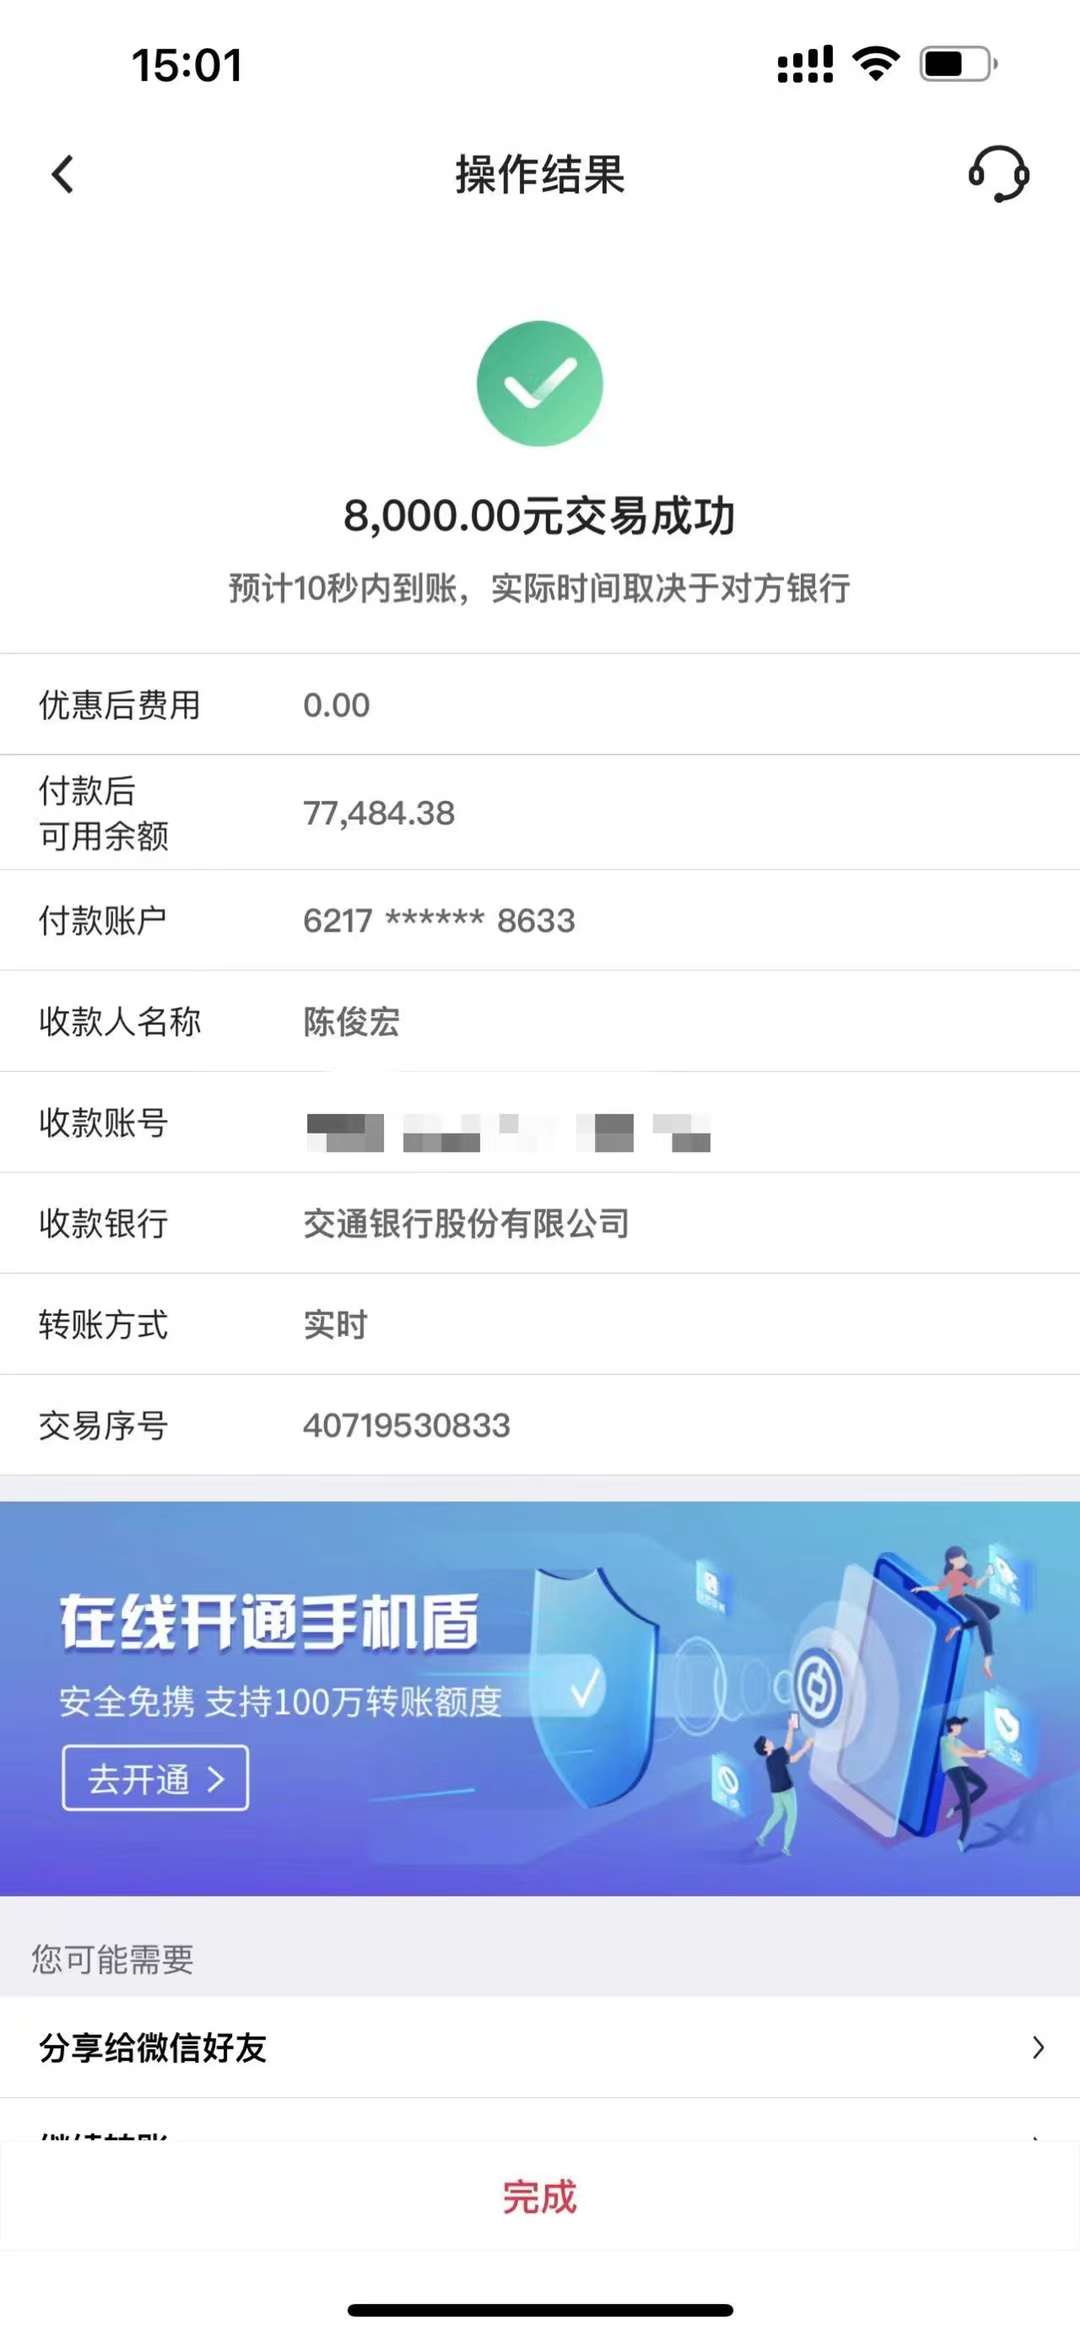 15:01
操作结果
8,000.00元交易成功
预计10秒内到账，实际时间取决于对方银行
优惠后费用 0.00
付款后
可用余额 77,484.38
付款账户 6217 ****** 8633
收款人名称 陈俊宏
收款账号
收款银行 交通银行股份有限公司
转账方式 实时
交易序号 40719530833
在线开通手机盾
安全免携 支持100万转账额度
去开通 >
您可能需要
分享给微信好友
完成